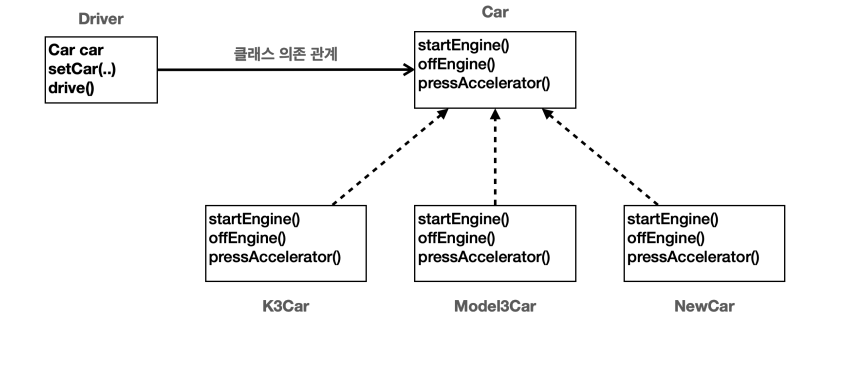 Driver
Car car
setCar(..)
drive()
클래스 의존 관계
Car
startEngine()
offEngine()
pressAccelerator()
startEngine()
offEngine()
pressAccelerator()
K3Car
startEngine()
offEngine()
pressAccelerator()
Model3Car
startEngine()
offEngine()
pressAccelerator()
NewCar